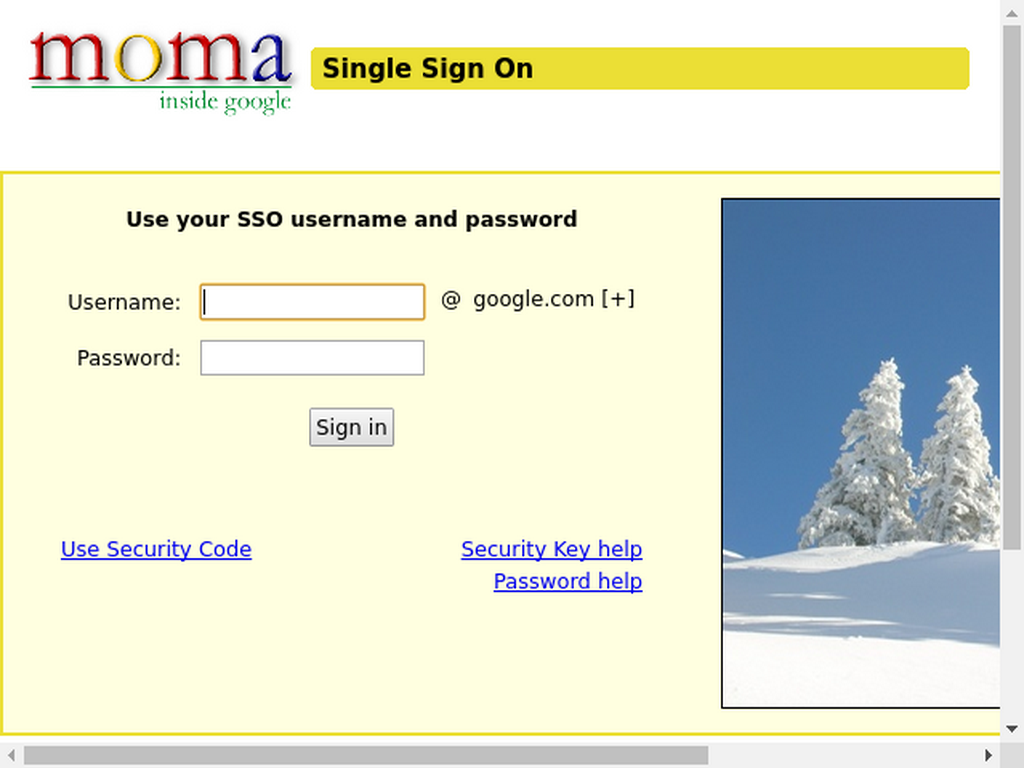 moma
inside google
Single Sign On
Use your SSO username and password
Username: @ google.com [+]
Password:
Sign in
Use Security Code Security Key help
Password help